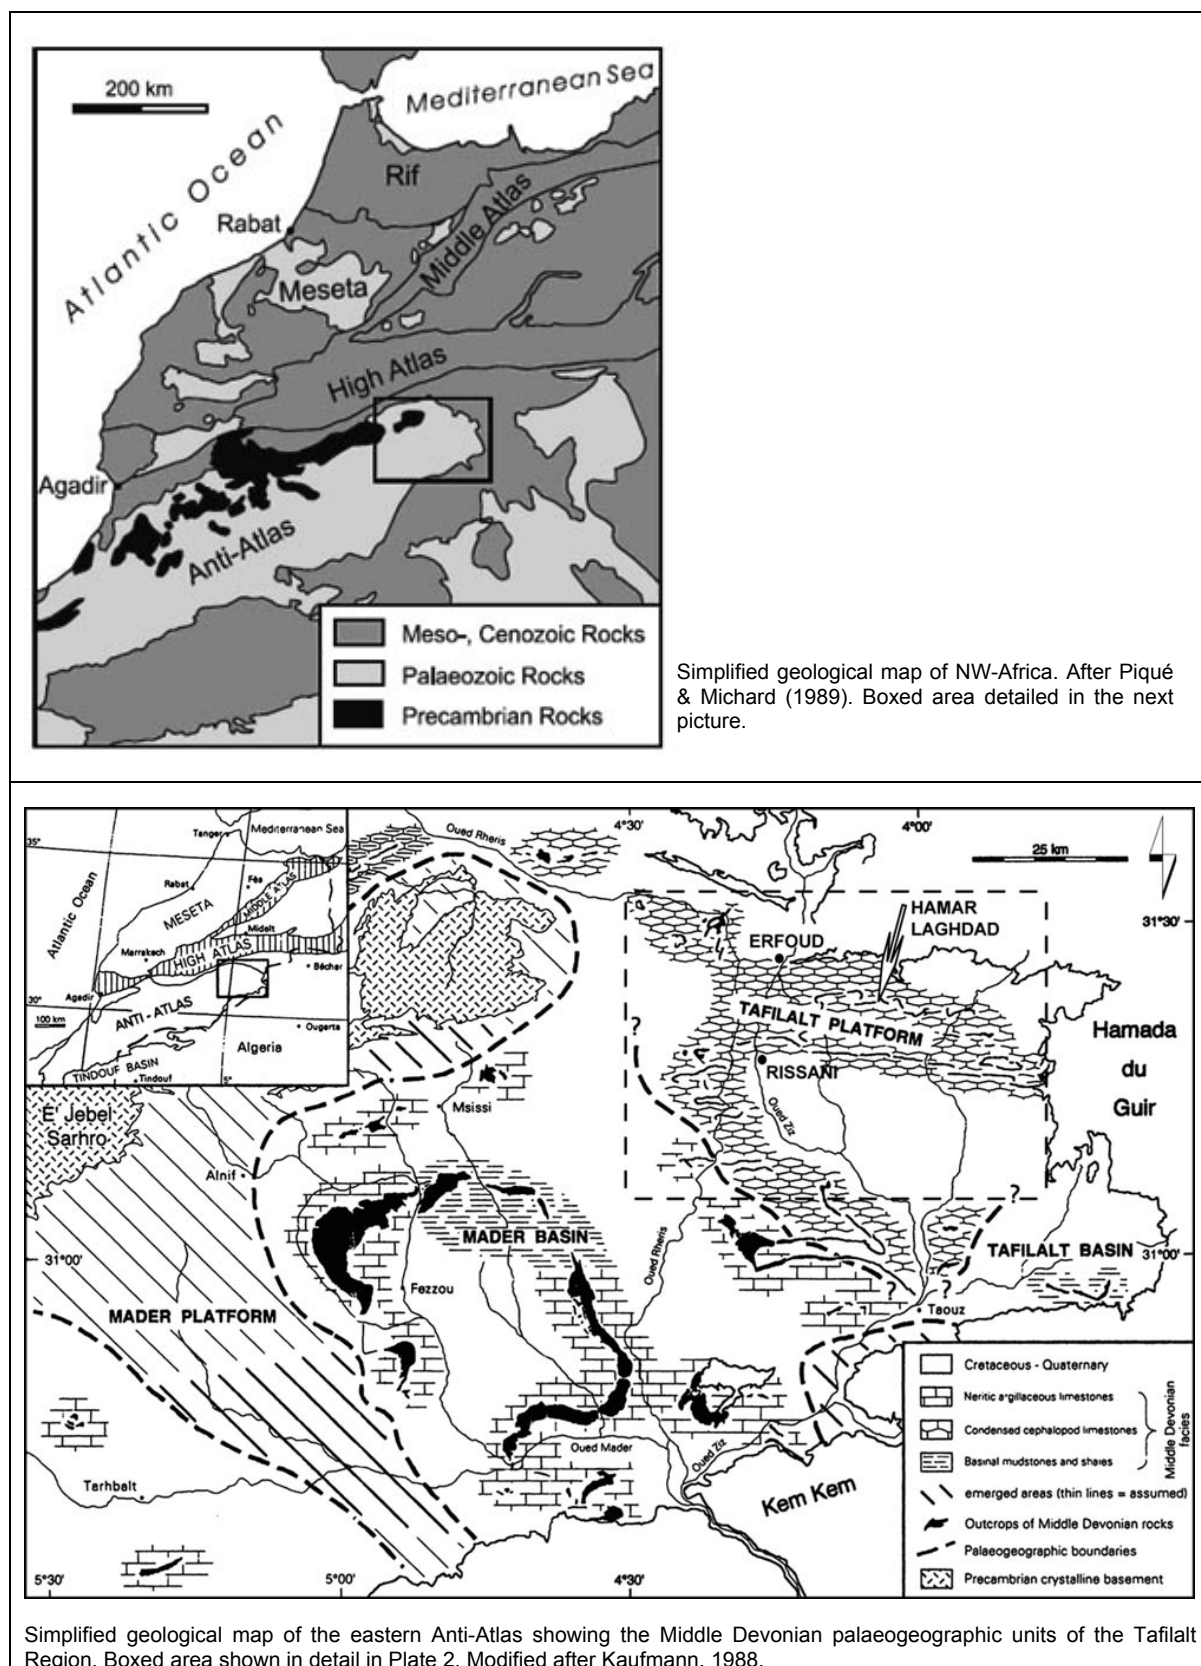 200 km
Mediterranean Sea
Atlantic Ocean
Rif
Rabat
Middle Atlas
Meseta
High Atlas
Agadir
Anti-Atlas
Meso-, Cenozoic Rocks
Palaeozoic Rocks
Precambrian Rocks
Simplified geological map of NW-Africa. After Piqué
& Michard (1989). Boxed area detailed in the next
picture.
35°
Tanger
Mediterranean Sea
Atlantic Ocean
Rabat
Fès
MESETA
MIDDLE ATLAS
Midelt
Marrakech
HIGH ATLAS
Béchar
Agadir
30°
100 km
ANTI-ATLAS
Ougarta
Algeria
TINDOUF BASIN
Tindouf
5°
Oued Rheris
4°30'
4°00'
25 km
31°30'
HAMAR
LAGHDAD
ERFOUD
TAFILALT PLATFORM
?
RISSANI
Oued Ziz
Hamada
du
Guir
Jebel
Sarhro
Msissi
Alnif
MADER BASIN
Oued Rheris
?
TAFILALT BASIN
31°00'
31°00'
Fezzou
?
?
Taouz
MADER PLATFORM
Oued Mader
Oued Ziz
Tarhbalt
Kem Kem
5°30'
5°00'
4°30'
Cretaceous - Quaternary
Neritic argillaceous limestones
Condensed cephalopod limestones
Basinal mudstones and shales
Middle Devonian
facies
emerged areas (thin lines = assumed)
Outcrops of Middle Devonian rocks
Palaeogeographic boundaries
Precambrian crystalline basement
Simplified geological map of the eastern Anti-Atlas showing the Middle Devonian palaeogeographic units of the Tafilalt
Region. Boxed area shown in detail in Plate 2. Modified after Kaufmann, 1988.